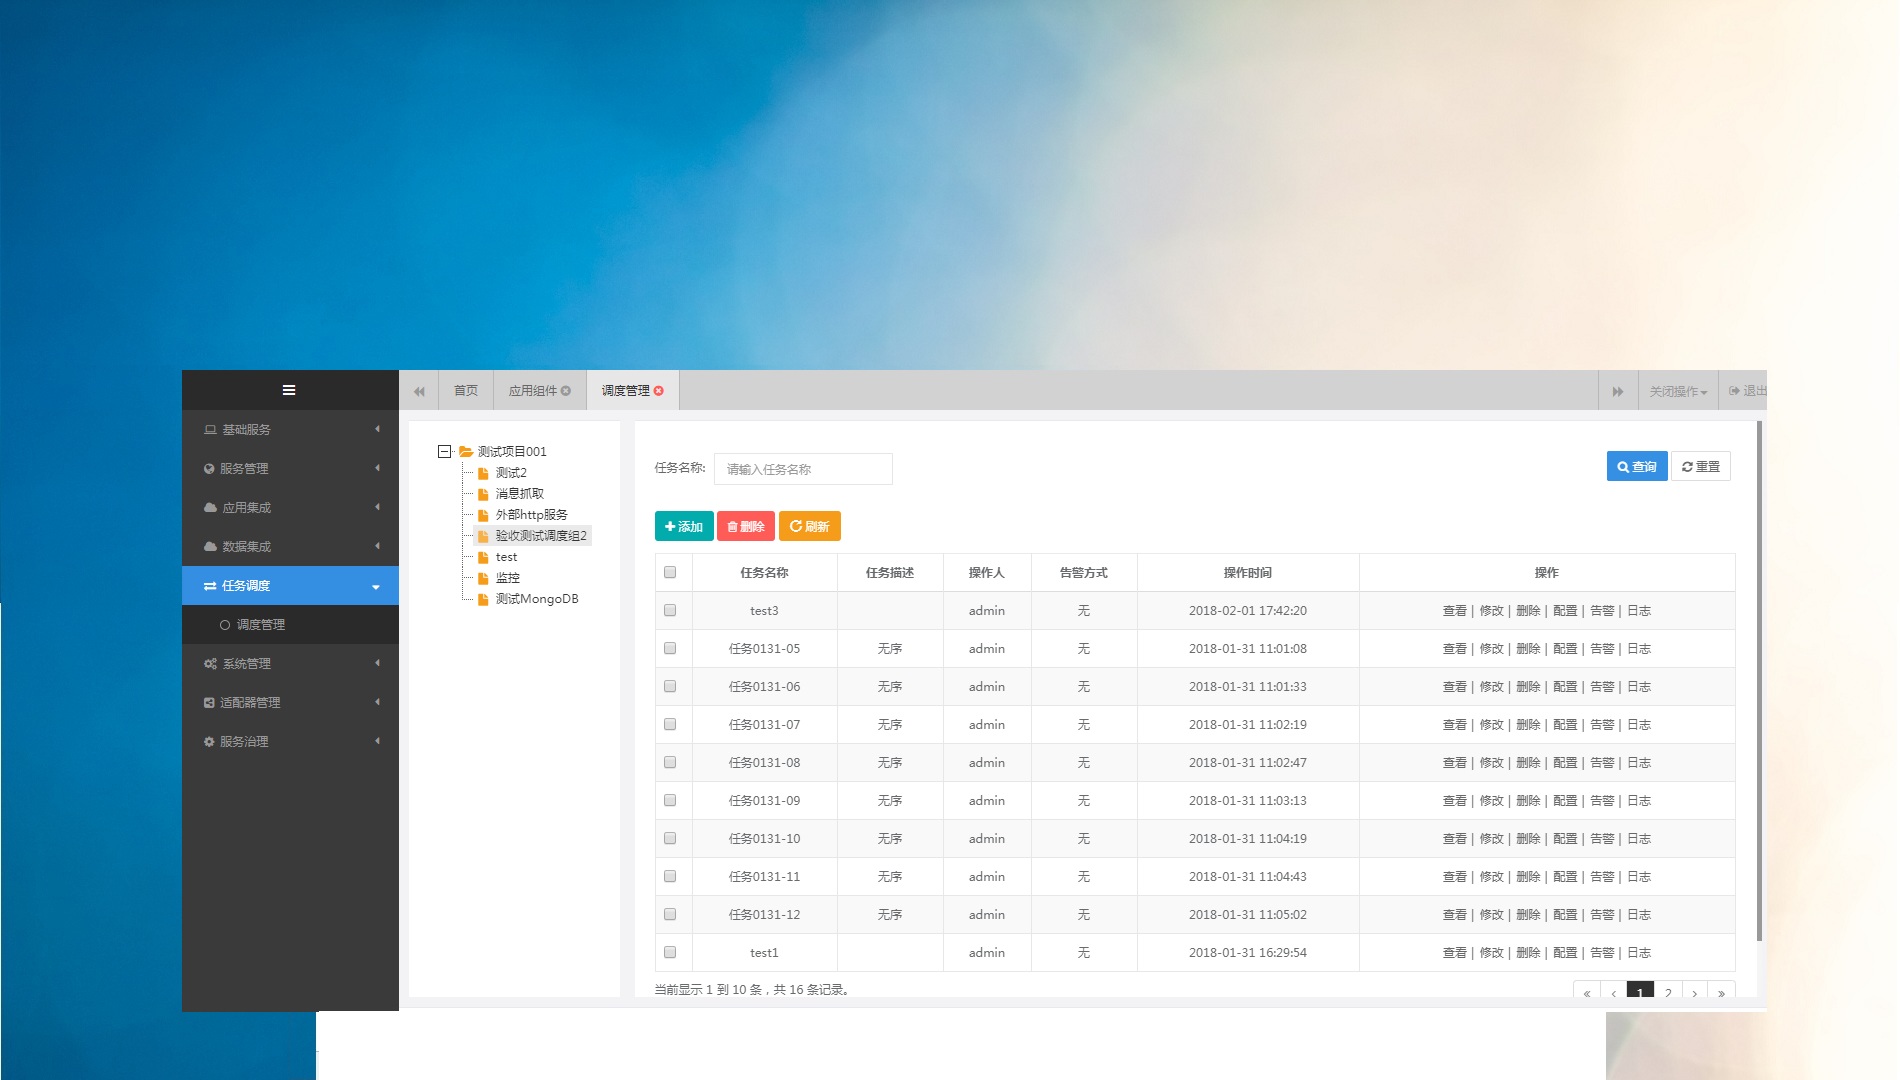 首页
应用组件
调度管理
关闭操作
退出
基础服务
服务管理
应用集成
数据集成
任务调度
调度管理
系统管理
适配器管理
服务治理
测试项目001
测试2
消息抓取
外部http服务
验收测试调度组2
test
监控
测试MongoDB
任务名称: 请输入任务名称 查询 重置
添加 删除 刷新
任务名称 任务描述 操作人 告警方式 操作时间 操作
test3 admin 无 2018-02-01 17:42:20 查看 | 修改 | 删除 | 配置 | 告警 | 日志
任务0131-05 无序 admin 无 2018-01-31 11:01:08 查看 | 修改 | 删除 | 配置 | 告警 | 日志
任务0131-06 无序 admin 无 2018-01-31 11:01:33 查看 | 修改 | 删除 | 配置 | 告警 | 日志
任务0131-07 无序 admin 无 2018-01-31 11:02:19 查看 | 修改 | 删除 | 配置 | 告警 | 日志
任务0131-08 无序 admin 无 2018-01-31 11:02:47 查看 | 修改 | 删除 | 配置 | 告警 | 日志
任务0131-09 无序 admin 无 2018-01-31 11:03:13 查看 | 修改 | 删除 | 配置 | 告警 | 日志
任务0131-10 无序 admin 无 2018-01-31 11:04:19 查看 | 修改 | 删除 | 配置 | 告警 | 日志
任务0131-11 无序 admin 无 2018-01-31 11:04:43 查看 | 修改 | 删除 | 配置 | 告警 | 日志
任务0131-12 无序 admin 无 2018-01-31 11:05:02 查看 | 修改 | 删除 | 配置 | 告警 | 日志
test1 admin 无 2018-01-31 16:29:54 查看 | 修改 | 删除 | 配置 | 告警 | 日志
当前显示 1 到 10 条，共 16 条记录。
« ‹ 1 2 › »